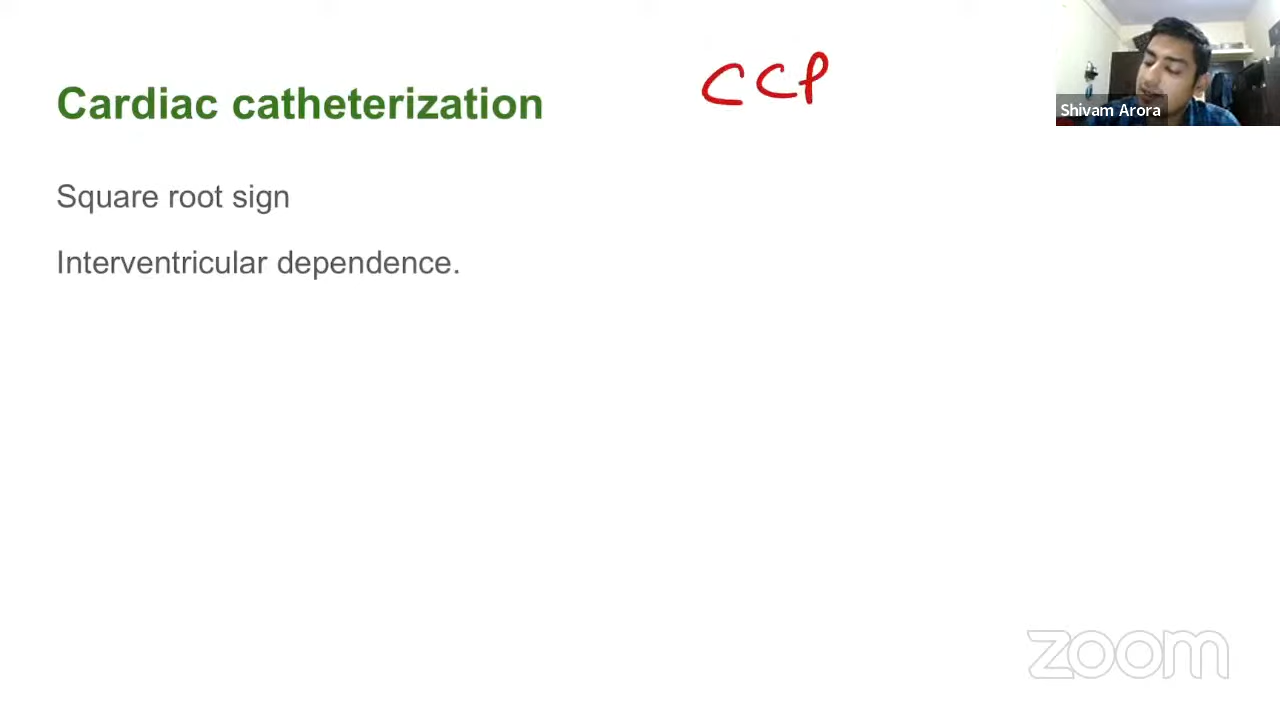 CCP
Cardiac catheterization
Shivam Arora
Square root sign
Interventricular dependence.
zoom